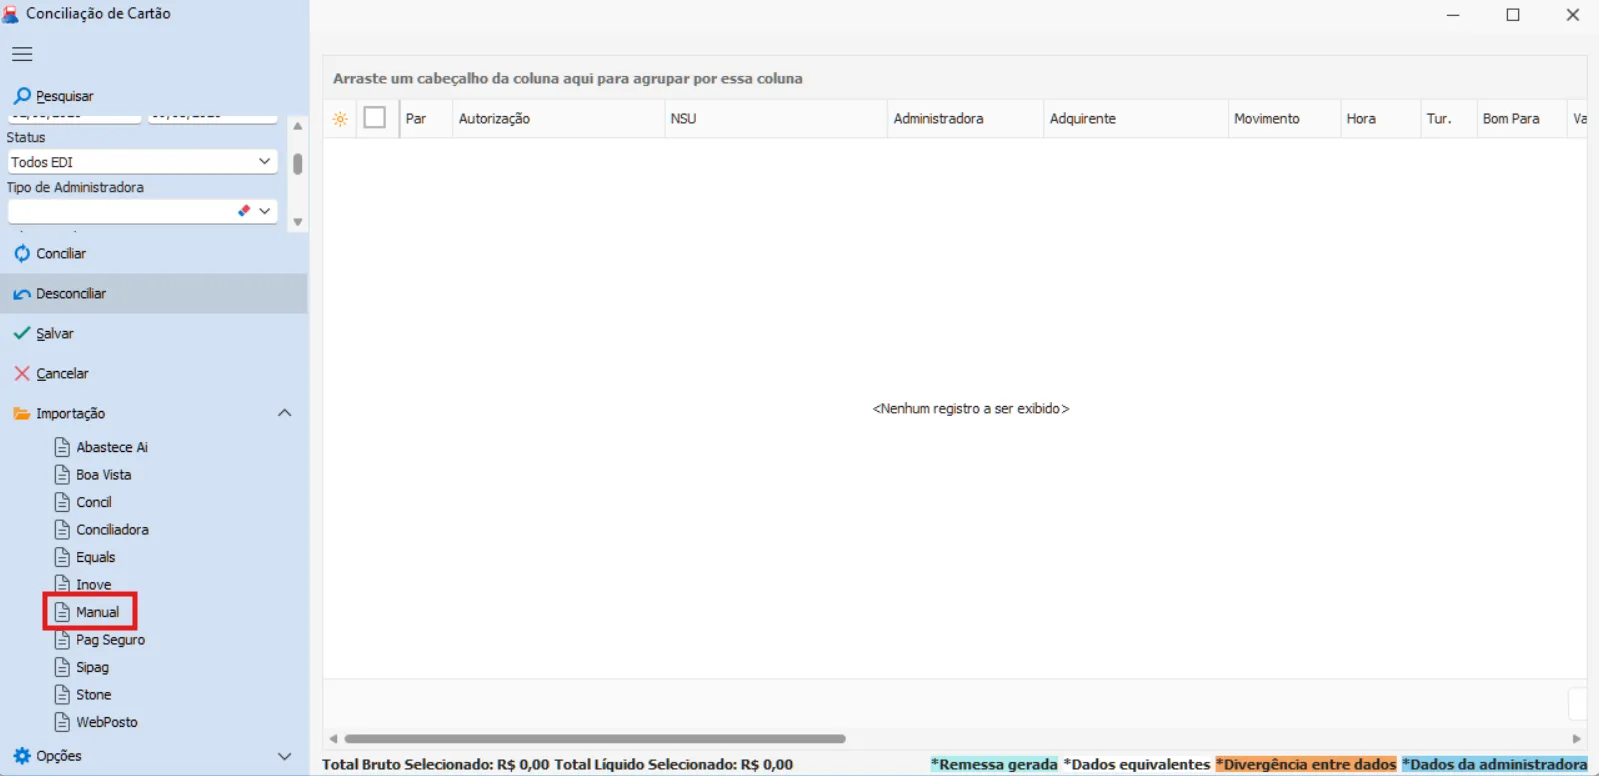 Conciliação de Cartão
Pesquisar
Status
Todos EDI
Tipo de Administradora
Conciliar
Desconciliar
Salvar
Cancelar
Importação
Abastece Ai
Boa Vista
Concil
Conciliadora
Equals
Inove
Manual
Pag Seguro
Sipag
Stone
WebPosto
Opções
Arraste um cabeçalho da coluna aqui para agrupar por essa coluna
Par Autorização NSU Administradora Adquirente Movimento Hora Tur. Bom Para Va
<Nenhum registro a ser exibido>
Total Bruto Selecionado: R$ 0,00 Total Líquido Selecionado: R$ 0,00 *Remessa gerada *Dados equivalentes *Divergência entre dados *Dados da administradora